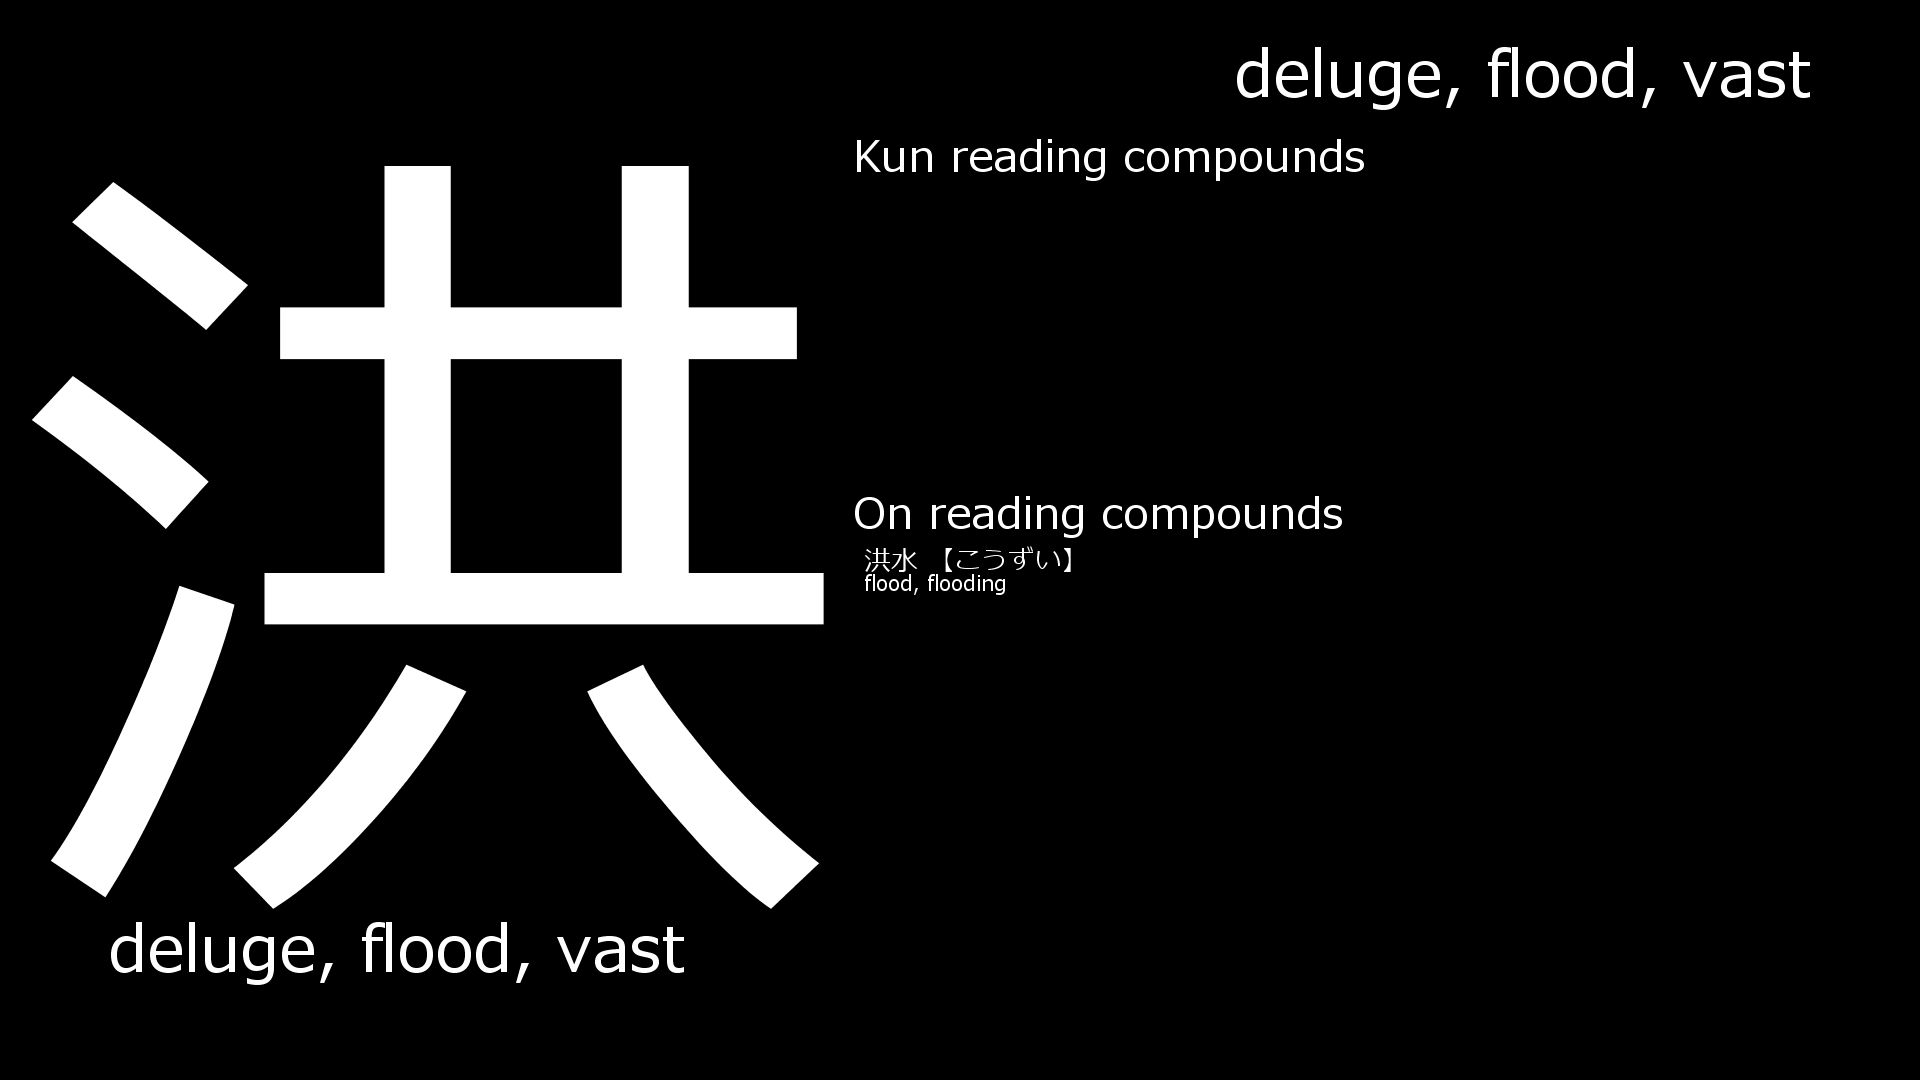 deluge, flood, vast
Kun reading compounds
洪
On reading compounds
洪水 【こうずい】
flood, flooding
deluge, flood, vast